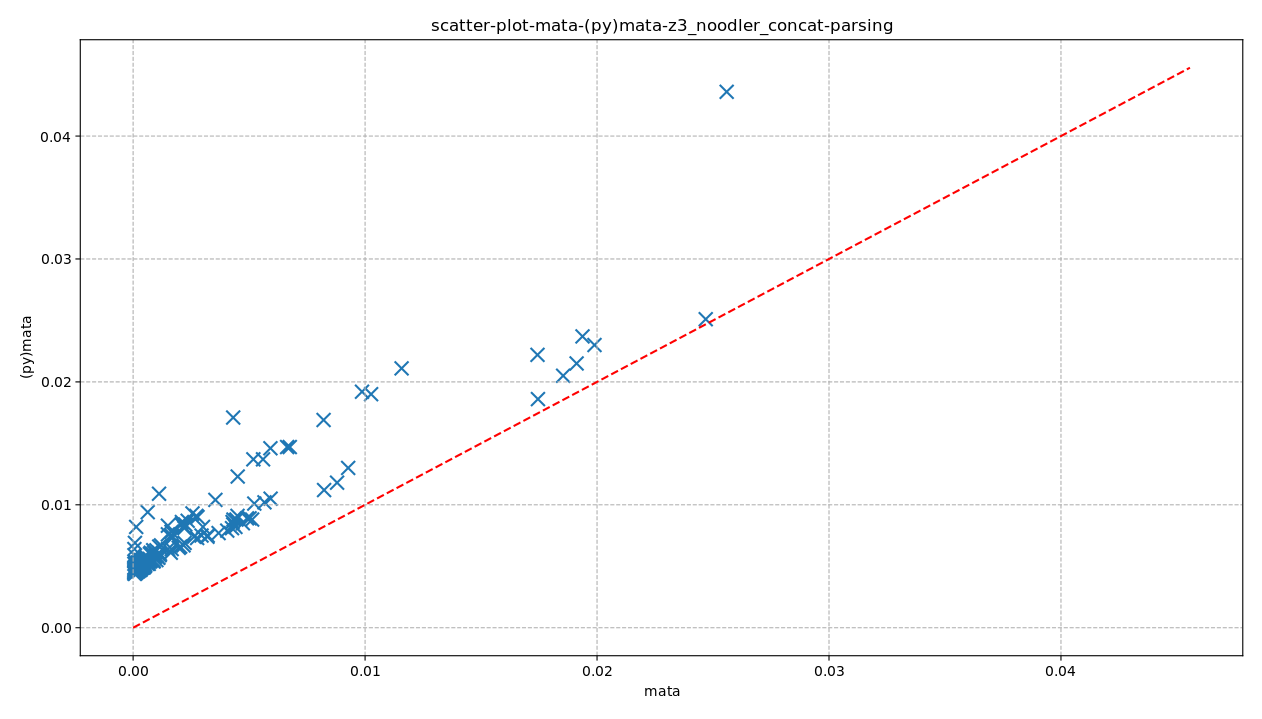 scatter-plot-mata-(py)mata-z3_noodler_concat-parsing
(py)mata
0.04
0.03
0.02
0.01
0.00
0.00 0.01 0.02 0.03 0.04
mata